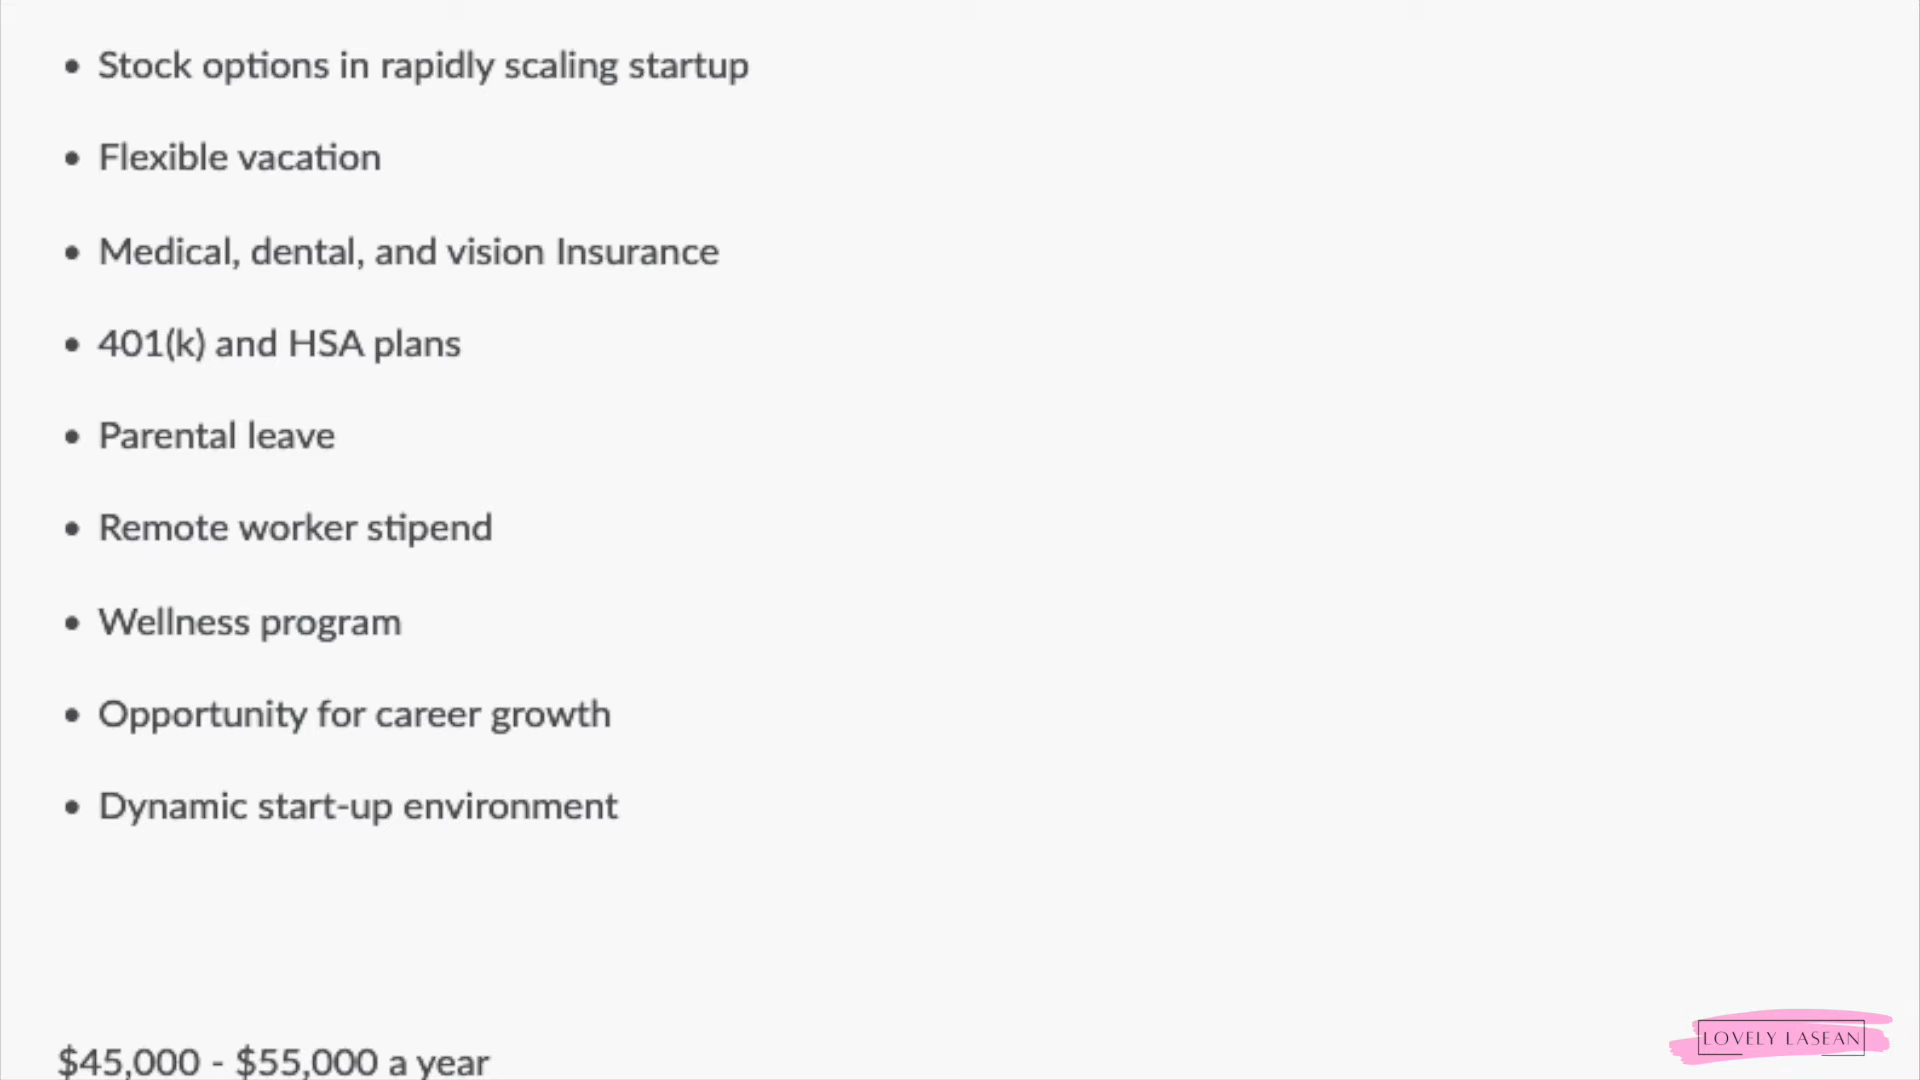 • Stock options in rapidly scaling startup
• Flexible vacation
• Medical, dental, and vision Insurance
• 401(k) and HSA plans
• Parental leave
• Remote worker stipend
• Wellness program
• Opportunity for career growth
• Dynamic start-up environment
$45,000 - $55,000 a year
LOVELY LASEAN